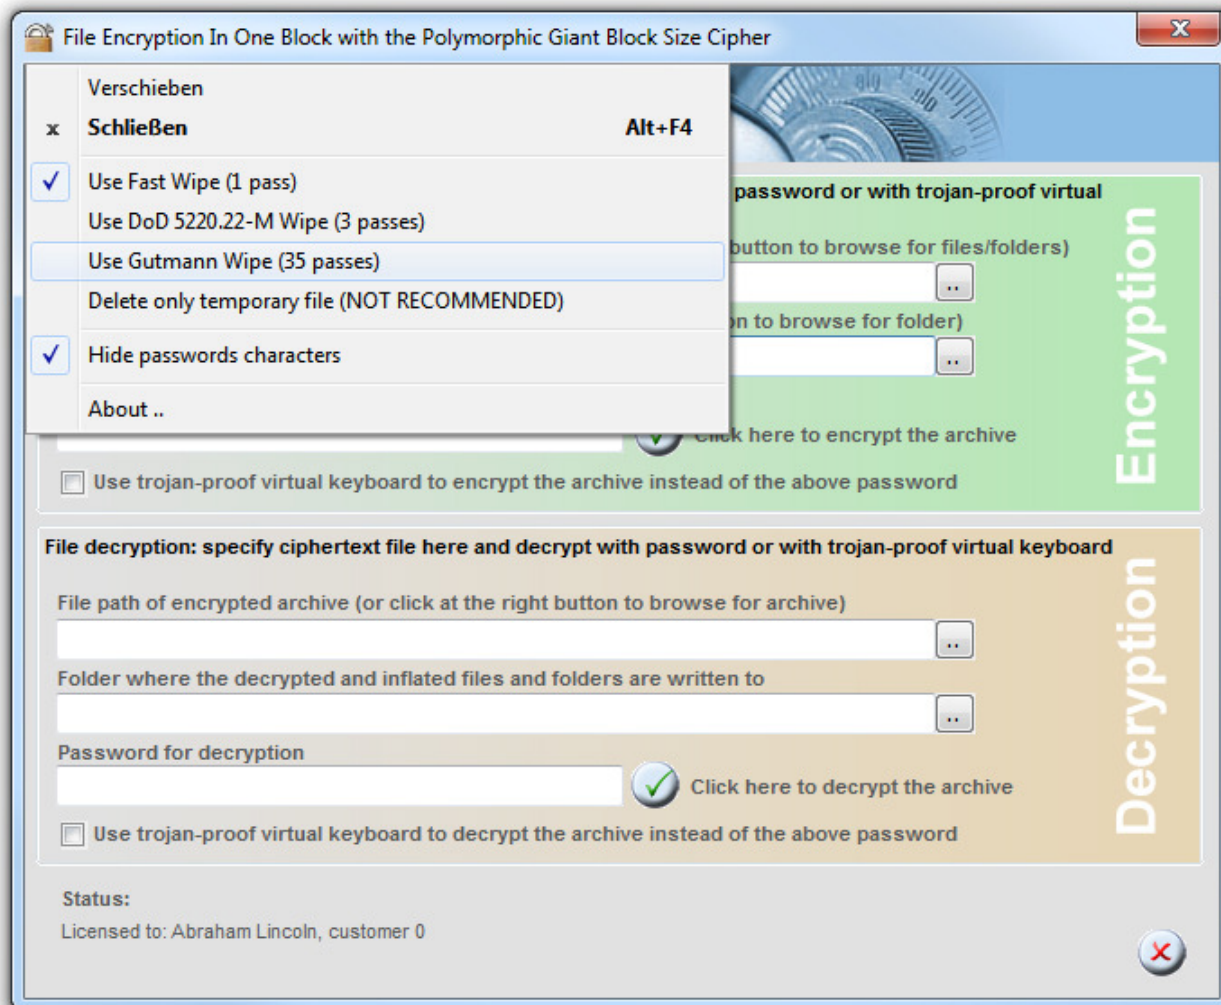 File Encryption In One Block with the Polymorphic Giant Block Size Cipher
x
Verschieben
x Schließen Alt+F4
Use Fast Wipe (1 pass)
Use DoD 5220.22-M Wipe (3 passes)
Use Gutmann Wipe (35 passes)
Delete only temporary file (NOT RECOMMENDED)
Hide passwords characters
About ..
password or with trojan-proof virtual
button to browse for files/folders)
..
on to browse for folder)
..
Click here to encrypt the archive
Use trojan-proof virtual keyboard to encrypt the archive instead of the above password
Encryption
File decryption: specify ciphertext file here and decrypt with password or with trojan-proof virtual keyboard
File path of encrypted archive (or click at the right button to browse for archive)
..
Folder where the decrypted and inflated files and folders are written to
..
Password for decryption
Click here to decrypt the archive
Use trojan-proof virtual keyboard to decrypt the archive instead of the above password
Decryption
Status:
Licensed to: Abraham Lincoln, customer 0